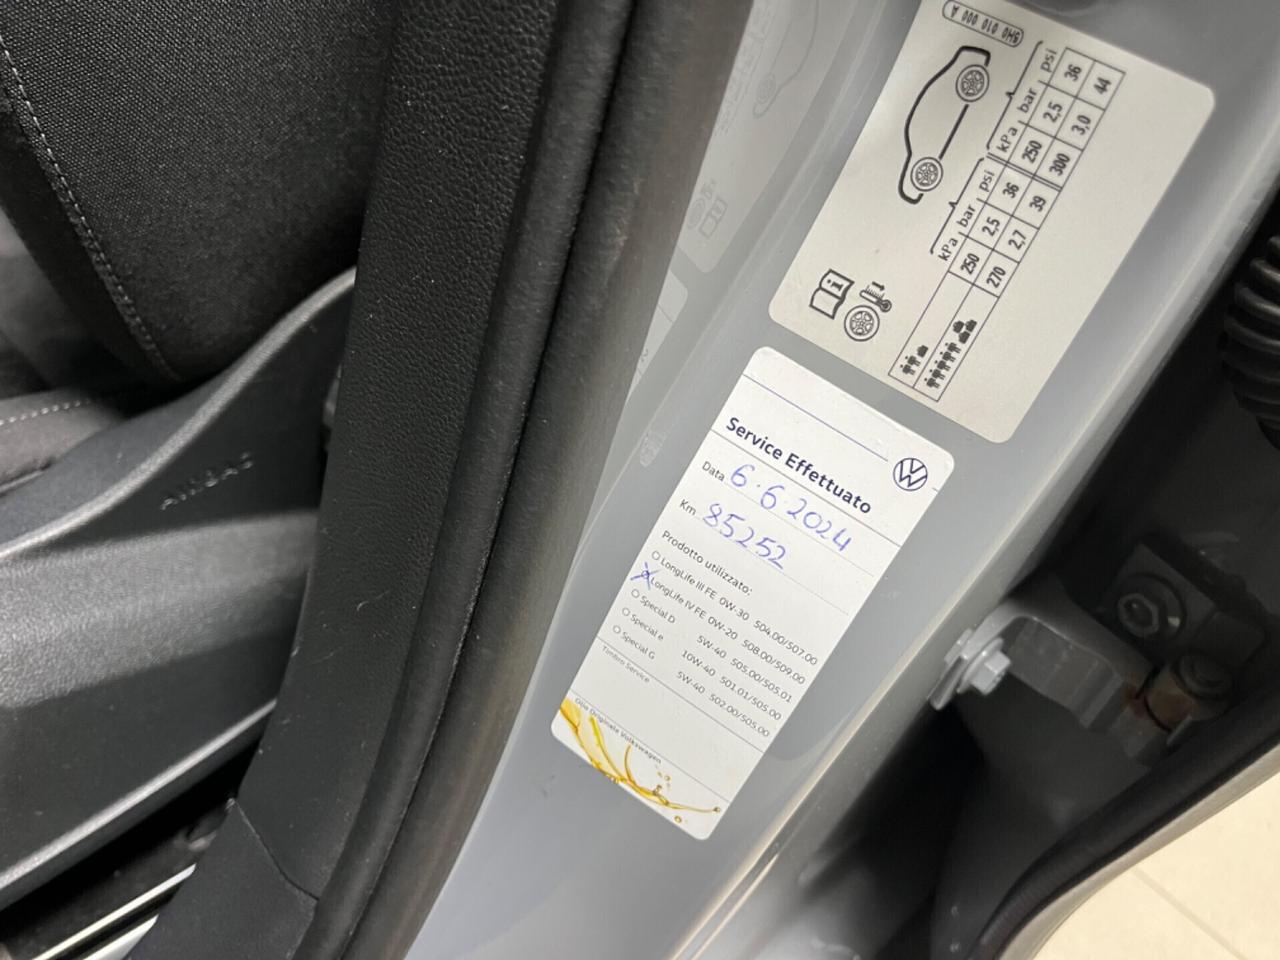 5H0 010 000 A
kPa bar psi kPa bar psi
250 2,5 36 250 2,5 36
270 2,7 39 300 3,0 44
Service Effettuato
Data 6.6 2024
Km 85252
Prodotto utilizzato:
LongLife III FE 0W-30 504.00/507.00
LongLife IV FE 0W-20 508.00/509.00
Special D 5W-40 505.00/505.01
Special e 10W-40 501.01/505.00
Special G 5W-40 502.00/505.00
Timbro Service
Olio Originale Volkswagen
AIRBAG